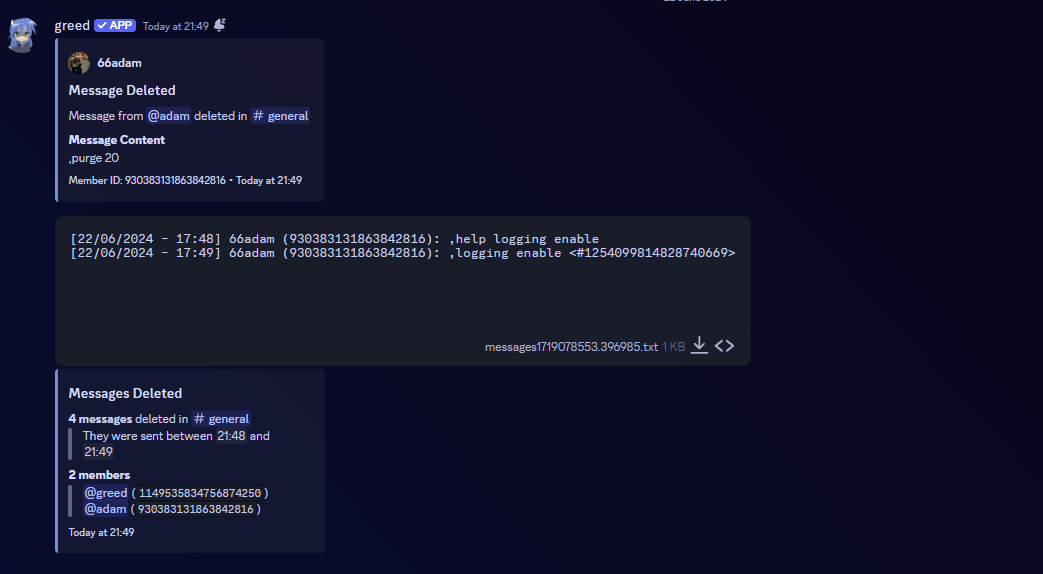 greed ✓ APP Today at 21:49
66adam
Message Deleted
Message from @adam deleted in # general
Message Content
,purge 20
Member ID: 930383131863842816 • Today at 21:49
[22/06/2024 - 17:48] 66adam (930383131863842816): ,help logging enable
[22/06/2024 - 17:49] 66adam (930383131863842816): ,logging enable <#1254099814828740669>
messages1719078553.396985.txt 1 KB
Messages Deleted
4 messages deleted in # general
They were sent between 21:48 and
21:49
2 members
@greed ( 1149535834756874250 )
@adam ( 930383131863842816 )
Today at 21:49